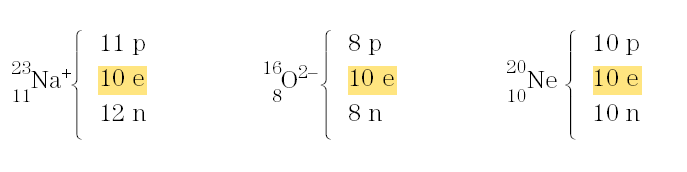 ²³₁₁Na⁺ { 11 p
10 e
12 n
¹⁶₈O²⁻ { 8 p
10 e
8 n
²⁰₁₀Ne { 10 p
10 e
10 n